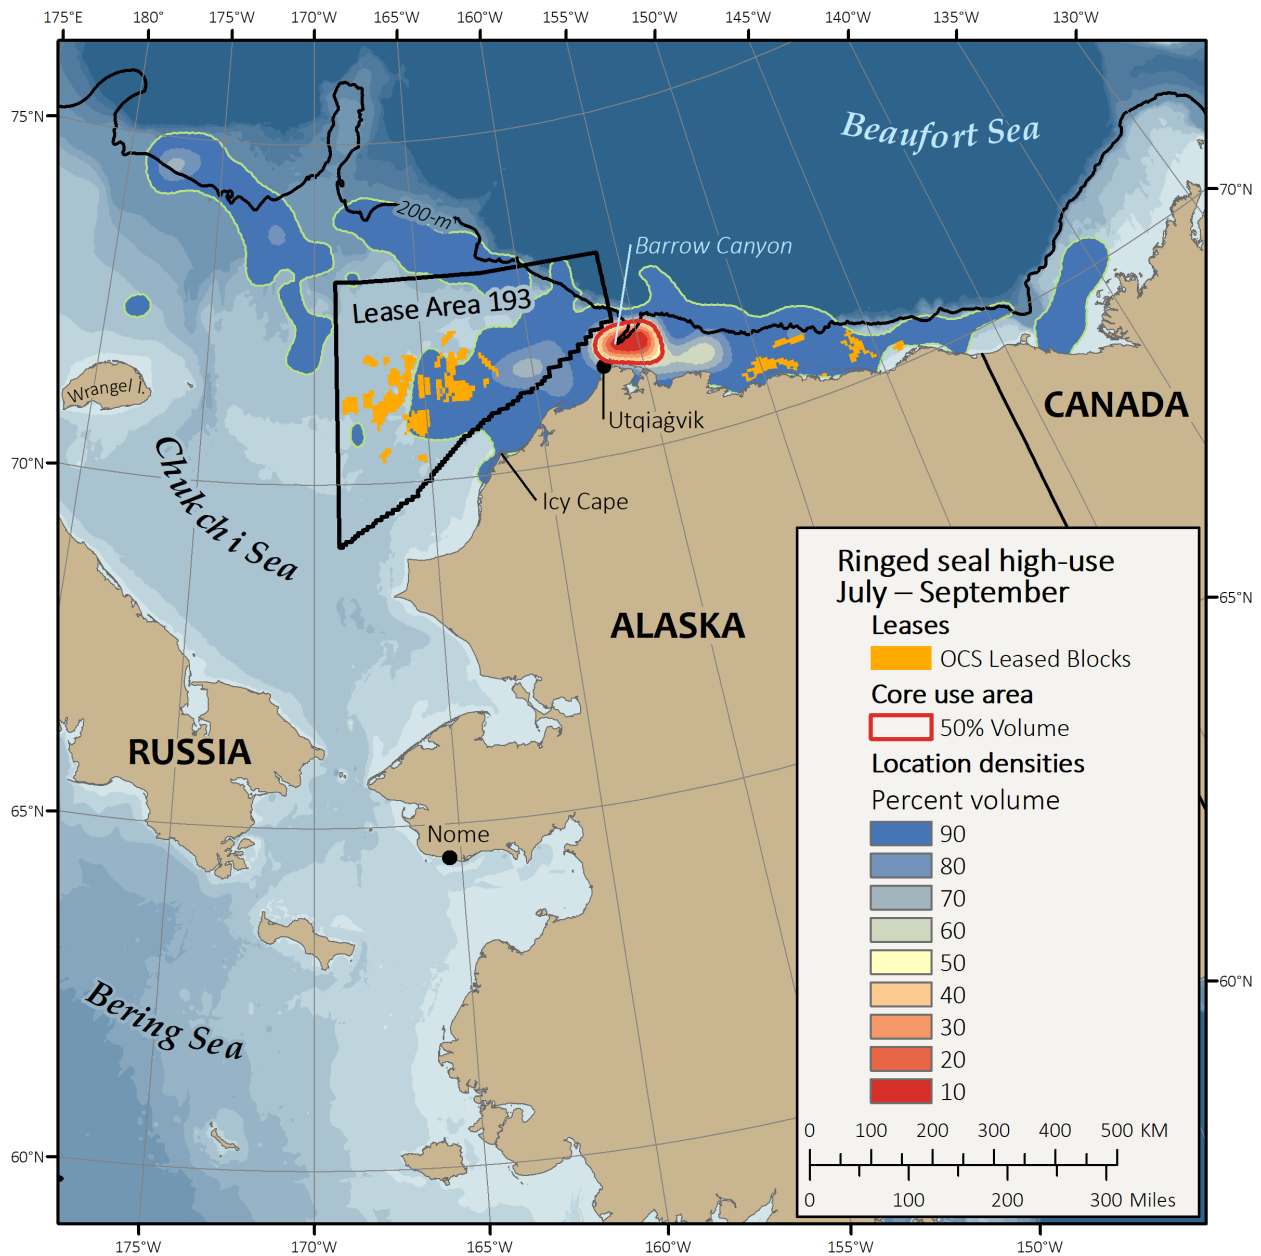 175°E 180° 175°W 170°W 165°W 160°W 155°W 150°W 145°W 140°W 135°W 130°W
75°N
Beaufort Sea
70°N
200-m
Barrow Canyon
Lease Area 193
Wrangel I.
CANADA
Utqiaġvik
Chukchi Sea
70°N
Icy Cape
Ringed seal high-use
July – September
65°N
ALASKA
Leases
OCS Leased Blocks
Core use area
50% Volume
RUSSIA
Location densities
Percent volume
65°N
Nome
90
80
70
60
50
60°N
Bering Sea
40
30
20
10
0 100 200 300 400 500 KM
60°N
0 100 200 300 Miles
175°W 170°W 165°W 160°W 155°W 150°W